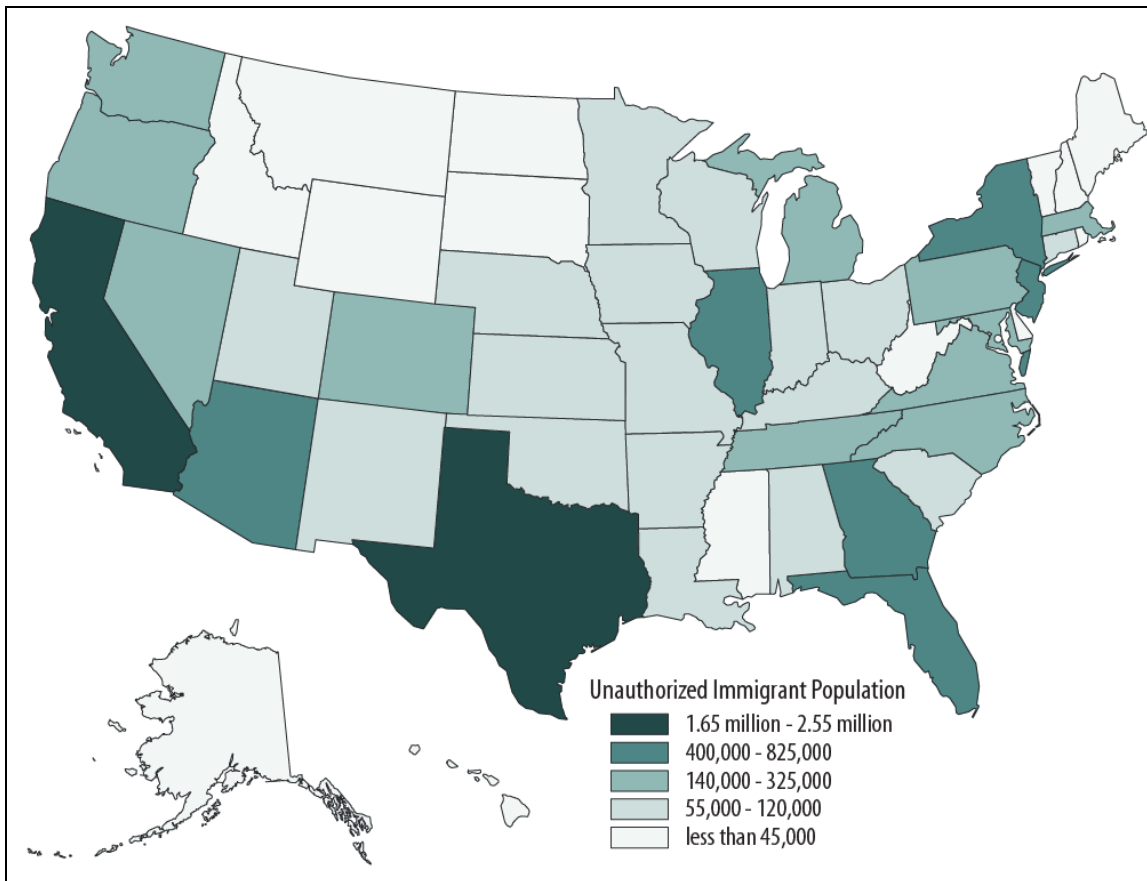 Unauthorized Immigrant Population
1.65 million - 2.55 million
400,000 - 825,000
140,000 - 325,000
55,000 - 120,000
less than 45,000